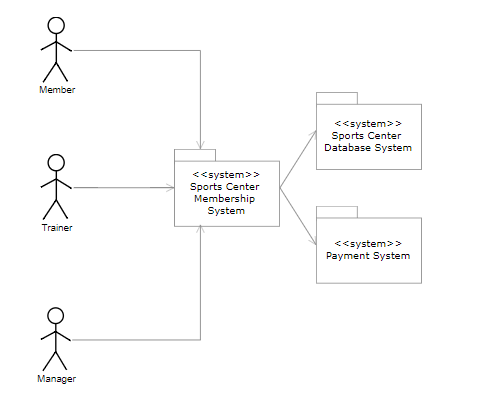 Member
<<system>>
Sports Center
Database System
<<system>>
Sports Center
Membership
System
Trainer
<<system>>
Payment System
Manager